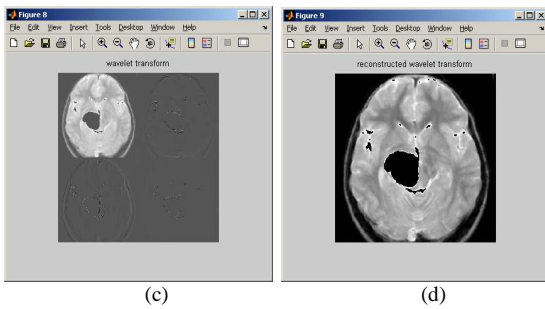 Figure 8
File Edit View Insert Tools Desktop Window Help
wavelet transform
(c)
Figure 9
File Edit View Insert Tools Desktop Window Help
reconstructed wavelet transform
(d)